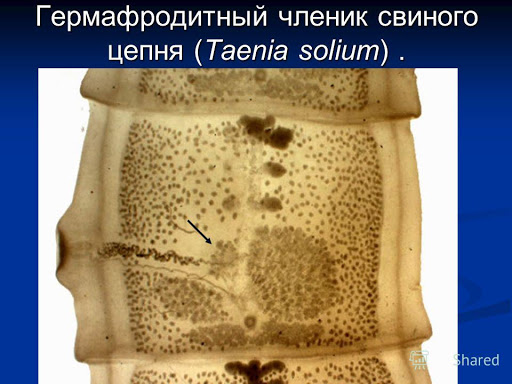 Гермафродитный членик свиного
цепня (Taenia solium) .
Shared